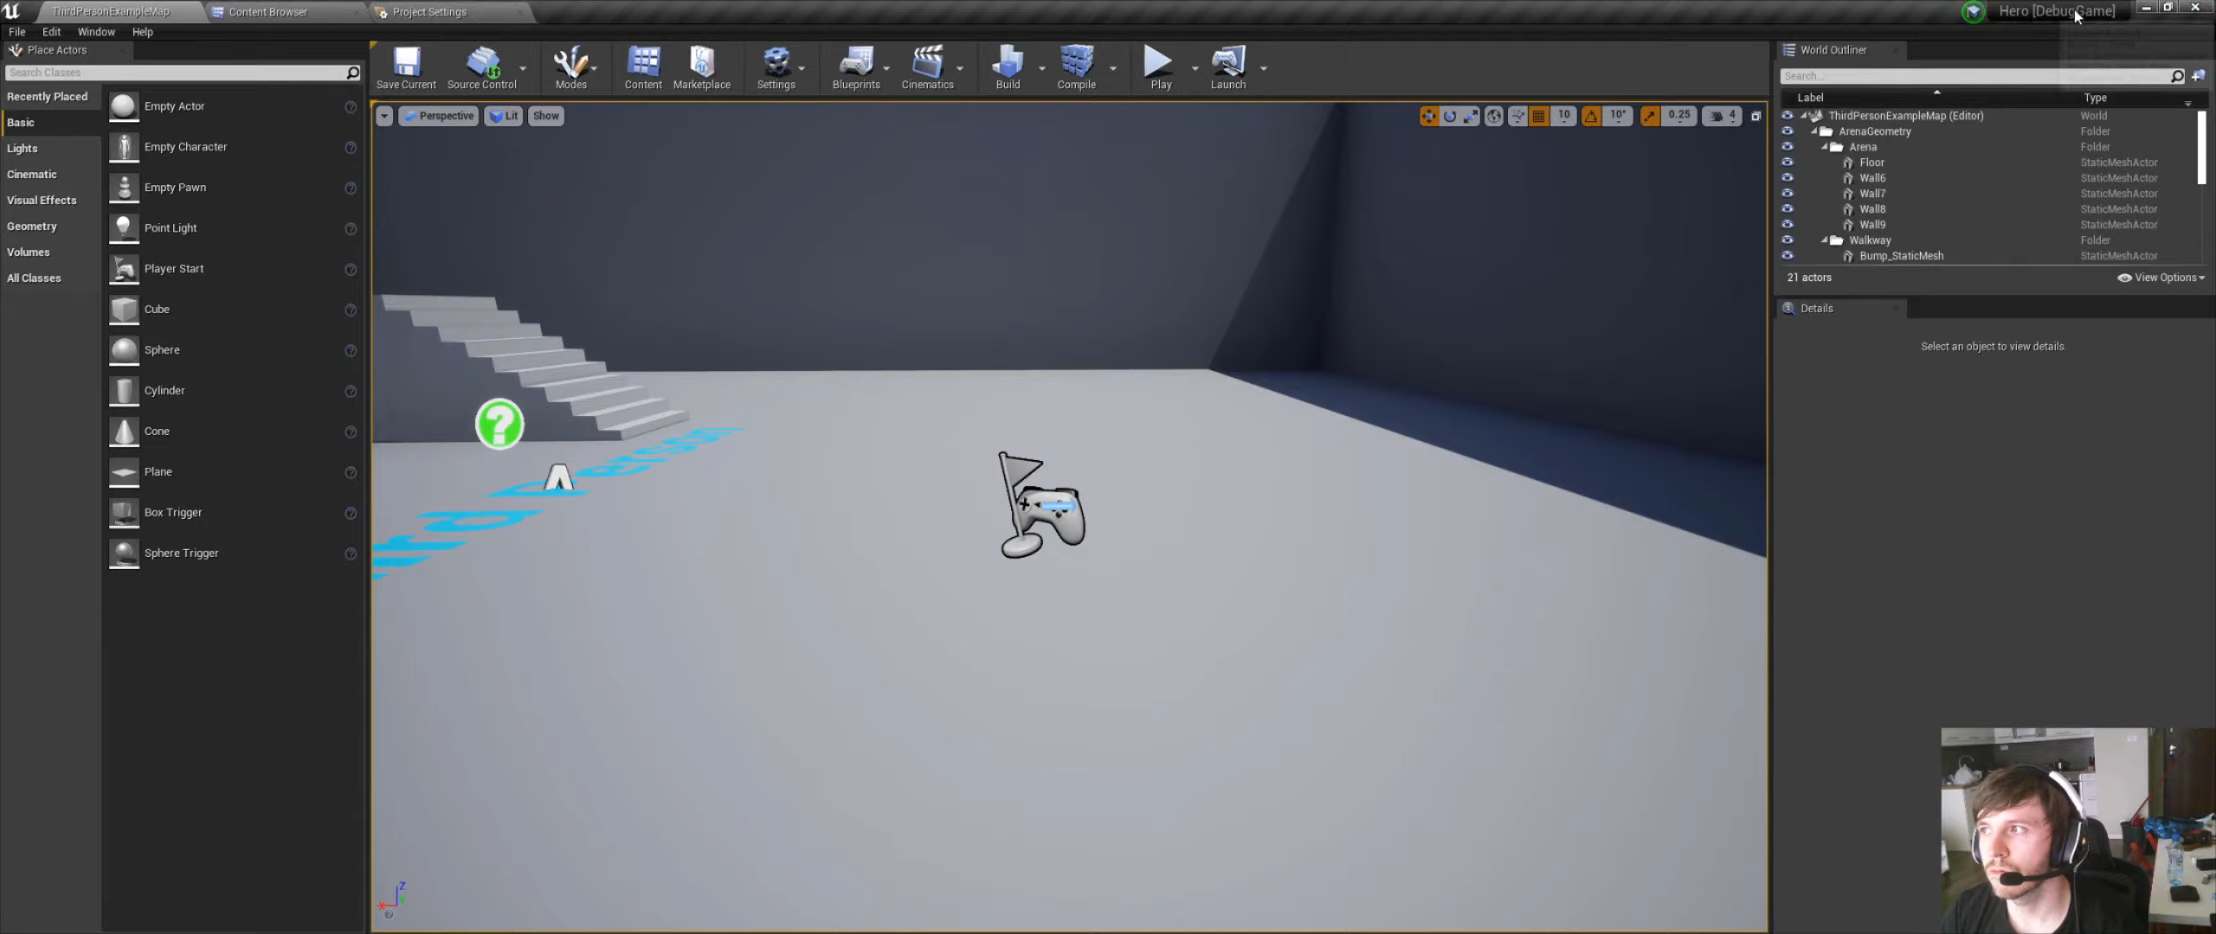 ThirdPersonExampleMap
Content Browser
Project Settings
Hero [DebugGame]
File
Edit
Window
Help
Place Actors
Search Classes
Recently Placed
Basic
Lights
Cinematic
Visual Effects
Geometry
Volumes
All Classes
Empty Actor
Empty Character
Empty Pawn
Point Light
Player Start
Cube
Sphere
Cylinder
Cone
Plane
Box Trigger
Sphere Trigger
Save Current
Source Control
Modes
Content
Marketplace
Settings
Blueprints
Cinematics
Build
Compile
Play
Launch
Perspective
Lit
Show
10
10°
0.25
4
World Outliner
Search...
Label
Type
ThirdPersonExampleMap (Editor)
World
ArenaGeometry
Folder
Arena
Folder
Floor
StaticMeshActor
Wall6
StaticMeshActor
Wall7
StaticMeshActor
Wall8
StaticMeshActor
Wall9
StaticMeshActor
Walkway
Folder
Bump_StaticMesh
StaticMeshActor
21 actors
View Options
Details
Select an object to view details.
Z